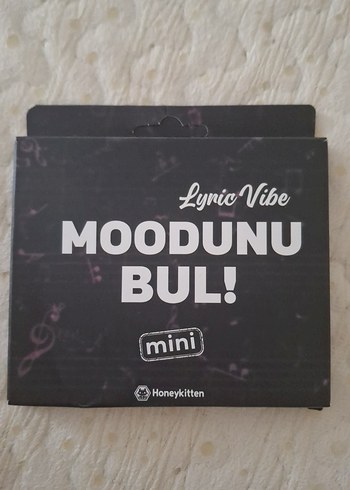 Lyric Vibe
MOODUNU
BUL!
mini
Honeykitten